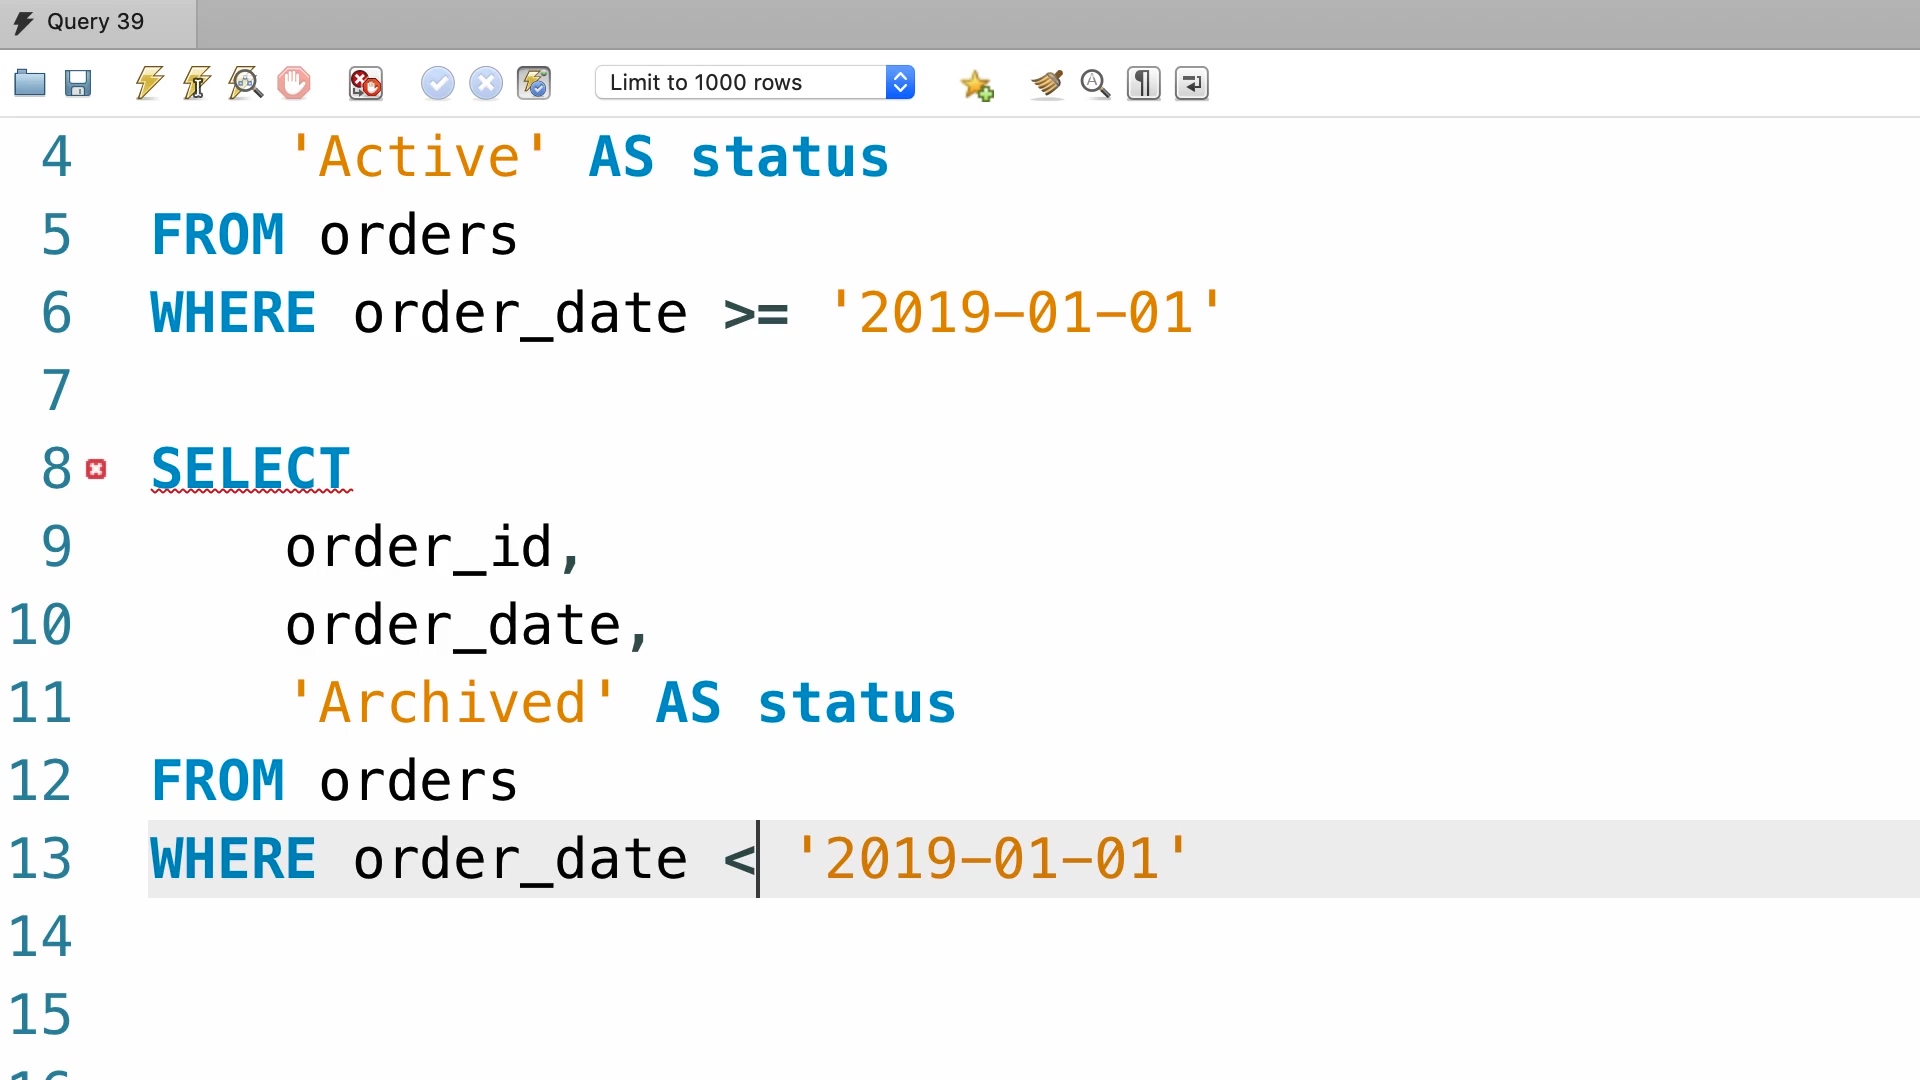 Query 39
Limit to 1000 rows
4 'Active' AS status
5 FROM orders
6 WHERE order_date >= '2019-01-01'
7
8 SELECT
9 order_id,
10 order_date,
11 'Archived' AS status
12 FROM orders
13 WHERE order_date < '2019-01-01'
14
15